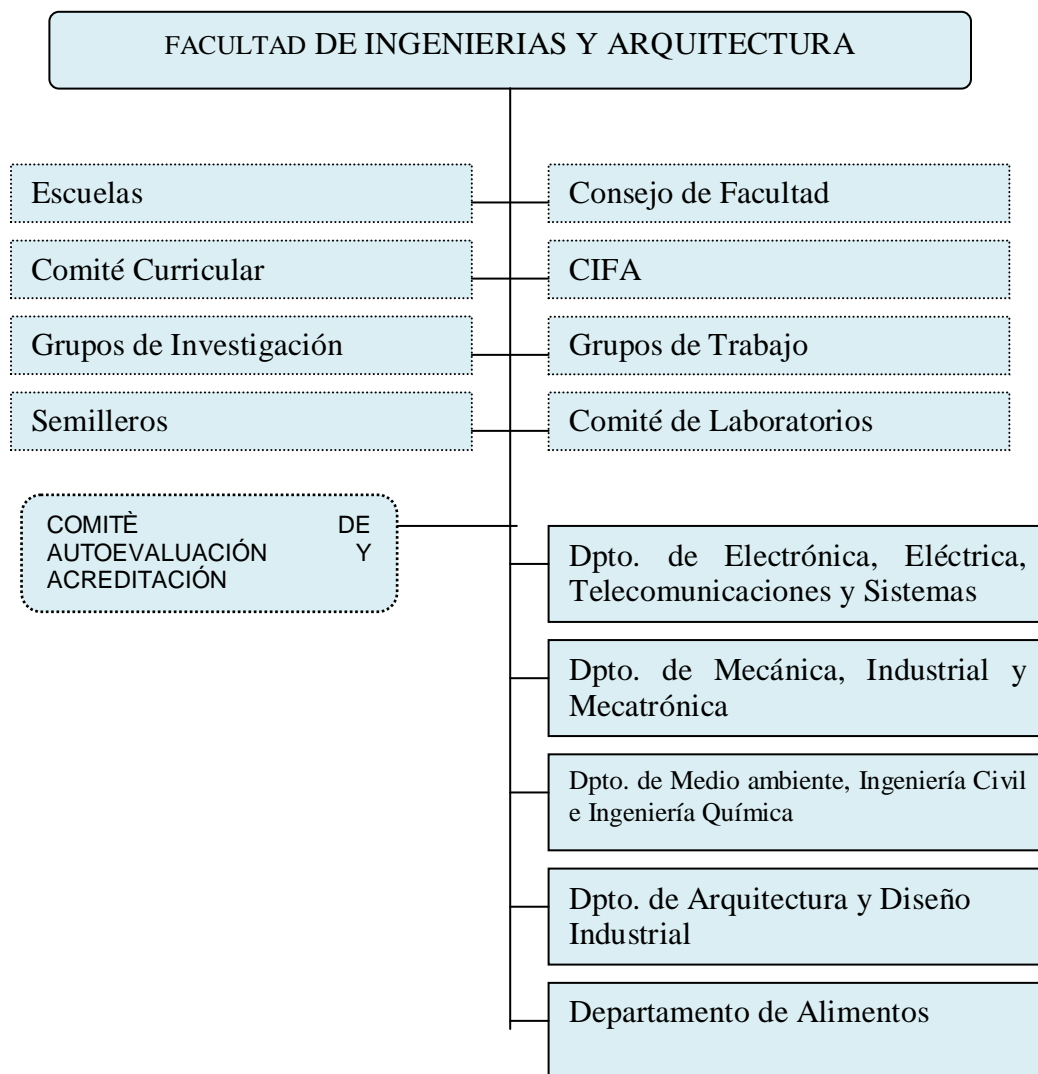 FACULTAD DE INGENIERIAS Y ARQUITECTURA
Escuelas
Consejo de Facultad
Comité Curricular
CIFA
Grupos de Investigación
Grupos de Trabajo
Semilleros
Comité de Laboratorios
COMITÈ DE
AUTOEVALUACIÓN Y
ACREDITACIÓN
Dpto. de Electrónica, Eléctrica,
Telecomunicaciones y Sistemas
Dpto. de Mecánica, Industrial y
Mecatrónica
Dpto. de Medio ambiente, Ingeniería Civil
e Ingeniería Química
Dpto. de Arquitectura y Diseño
Industrial
Departamento de Alimentos